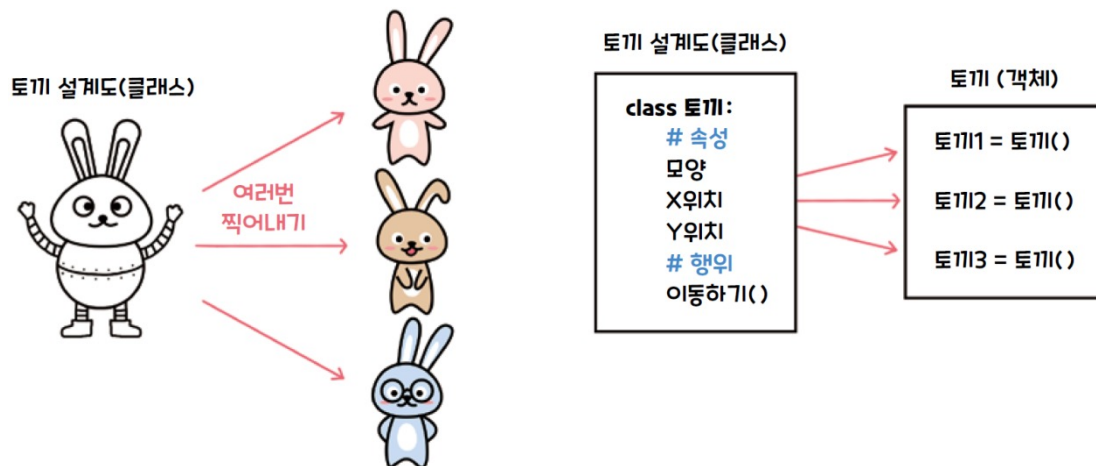 토끼 설계도(클래스)
여러번
찍어내기
토끼 설계도(클래스)
class 토끼:
# 속성
모양
X위치
Y위치
# 행위
이동하기()
토끼 (객체)
토끼1 = 토끼()
토끼2 = 토끼()
토끼3 = 토끼()